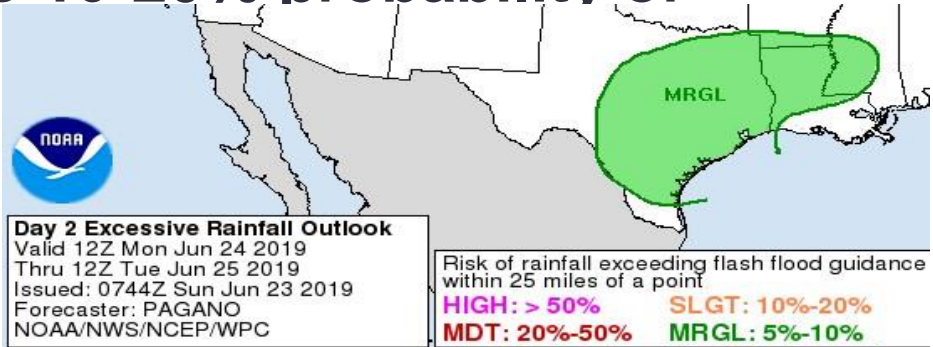 MRGL
NOAA
Day 2 Excessive Rainfall Outlook
Valid 12Z Mon Jun 24 2019
Thru 12Z Tue Jun 25 2019
Issued: 0744Z Sun Jun 23 2019
Forecaster: PAGANO
NOAA/NWS/NCEP/WPC
Risk of rainfall exceeding flash flood guidance
within 25 miles of a point
HIGH: > 50% SLGT: 10%-20%
MDT: 20%-50% MRGL: 5%-10%